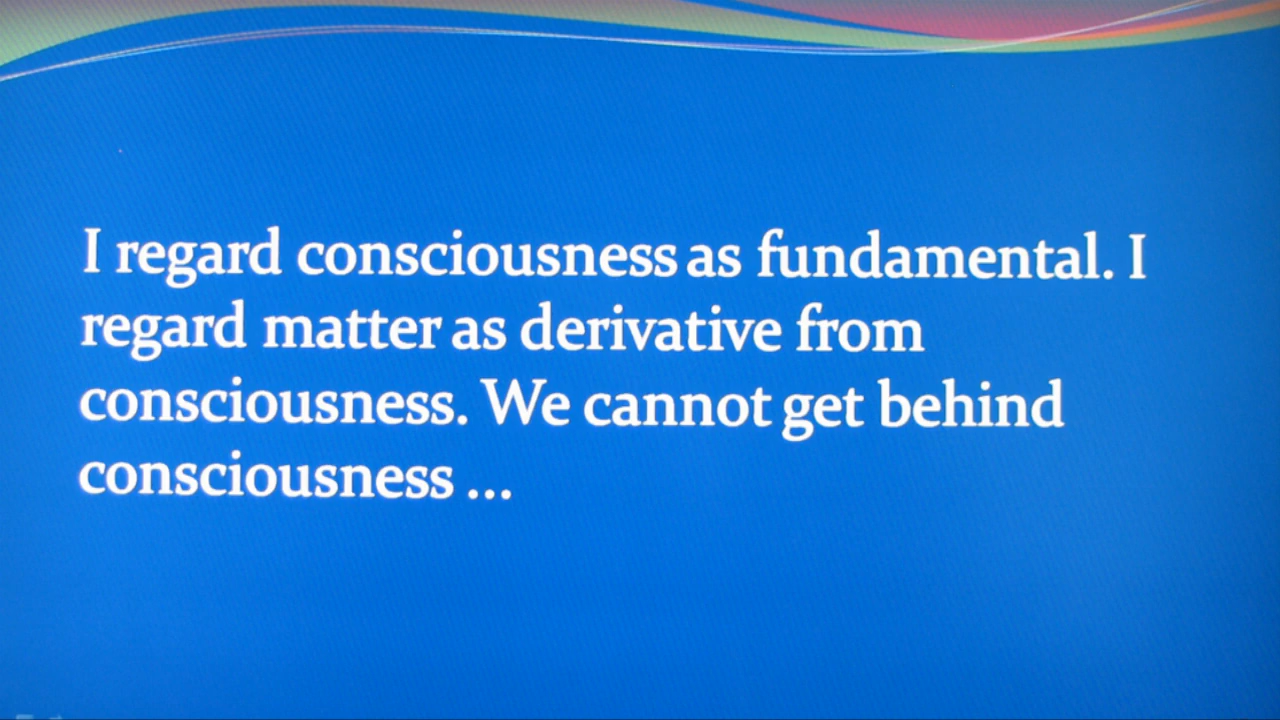 I regard consciousness as fundamental. I
regard matter as derivative from
consciousness. We cannot get behind
consciousness ...